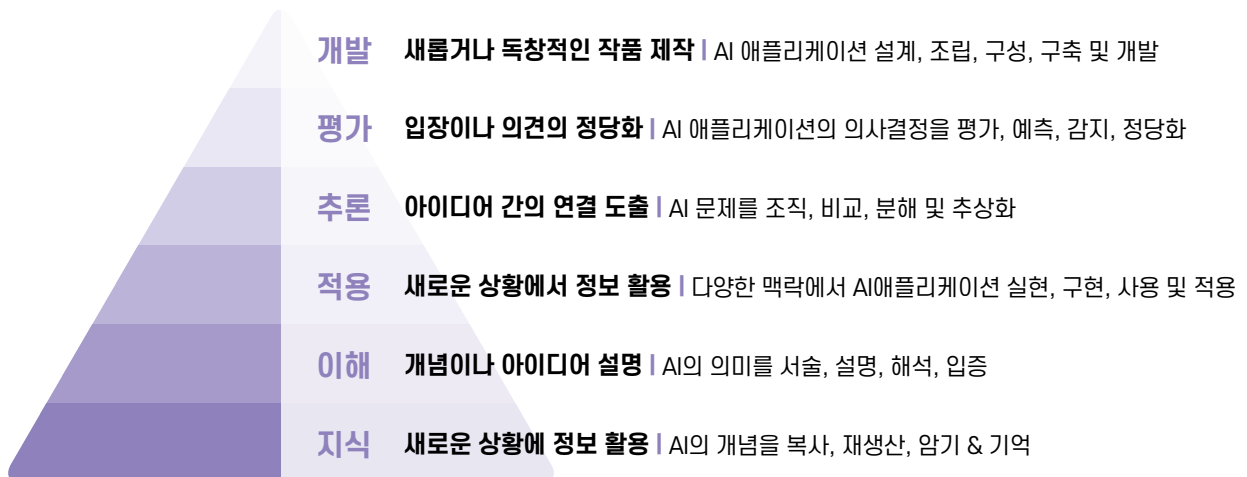 개발 새롭거나 독창적인 작품 제작 | AI 애플리케이션 설계, 조립, 구성, 구축 및 개발
평가 입장이나 의견의 정당화 | AI 애플리케이션의 의사결정을 평가, 예측, 감지, 정당화
추론 아이디어 간의 연결 도출 | AI 문제를 조직, 비교, 분해 및 추상화
적용 새로운 상황에서 정보 활용 | 다양한 맥락에서 AI애플리케이션 실현, 구현, 사용 및 적용
이해 개념이나 아이디어 설명 | AI의 의미를 서술, 설명, 해석, 입증
지식 새로운 상황에 정보 활용 | AI의 개념을 복사, 재생산, 암기 & 기억